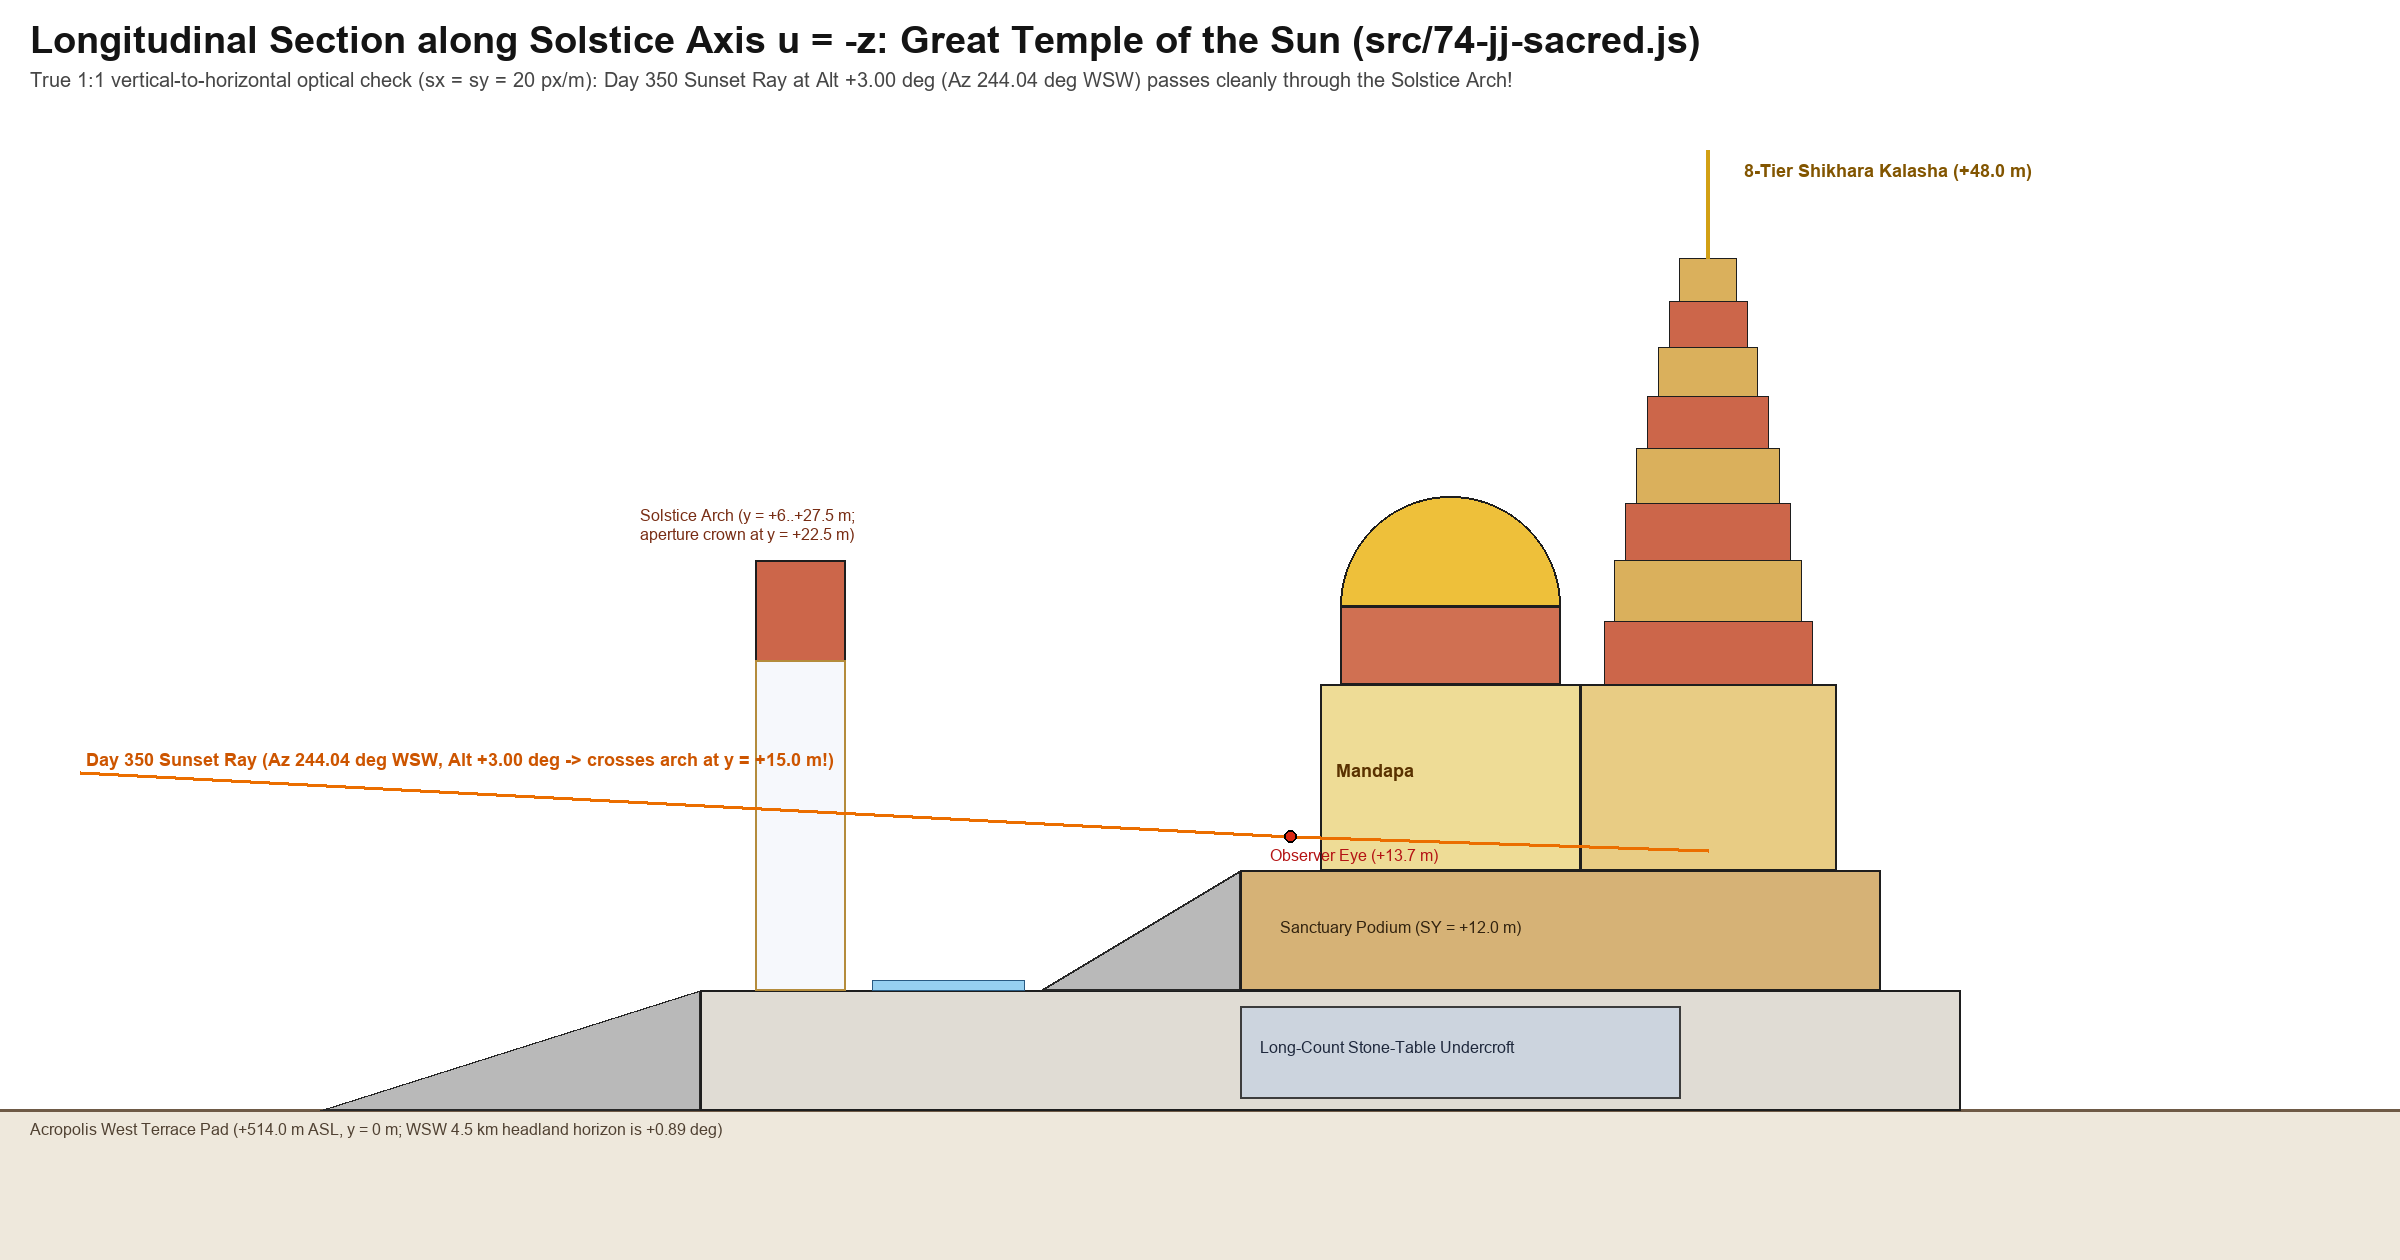 Longitudinal Section along Solstice Axis u = -z: Great Temple of the Sun (src/74-jj-sacred.js)
True 1:1 vertical-to-horizontal optical check (sx = sy = 20 px/m): Day 350 Sunset Ray at Alt +3.00 deg (Az 244.04 deg WSW) passes cleanly through the Solstice Arch!
8-Tier Shikhara Kalasha (+48.0 m)
Solstice Arch (y = +6..+27.5 m;
aperture crown at y = +22.5 m)
Day 350 Sunset Ray (Az 244.04 deg WSW, Alt +3.00 deg -> crosses arch at y = +15.0 m!)
Mandapa
Observer Eye (+13.7 m)
Sanctuary Podium (SY = +12.0 m)
Long-Count Stone-Table Undercroft
Acropolis West Terrace Pad (+514.0 m ASL, y = 0 m; WSW 4.5 km headland horizon is +0.89 deg)